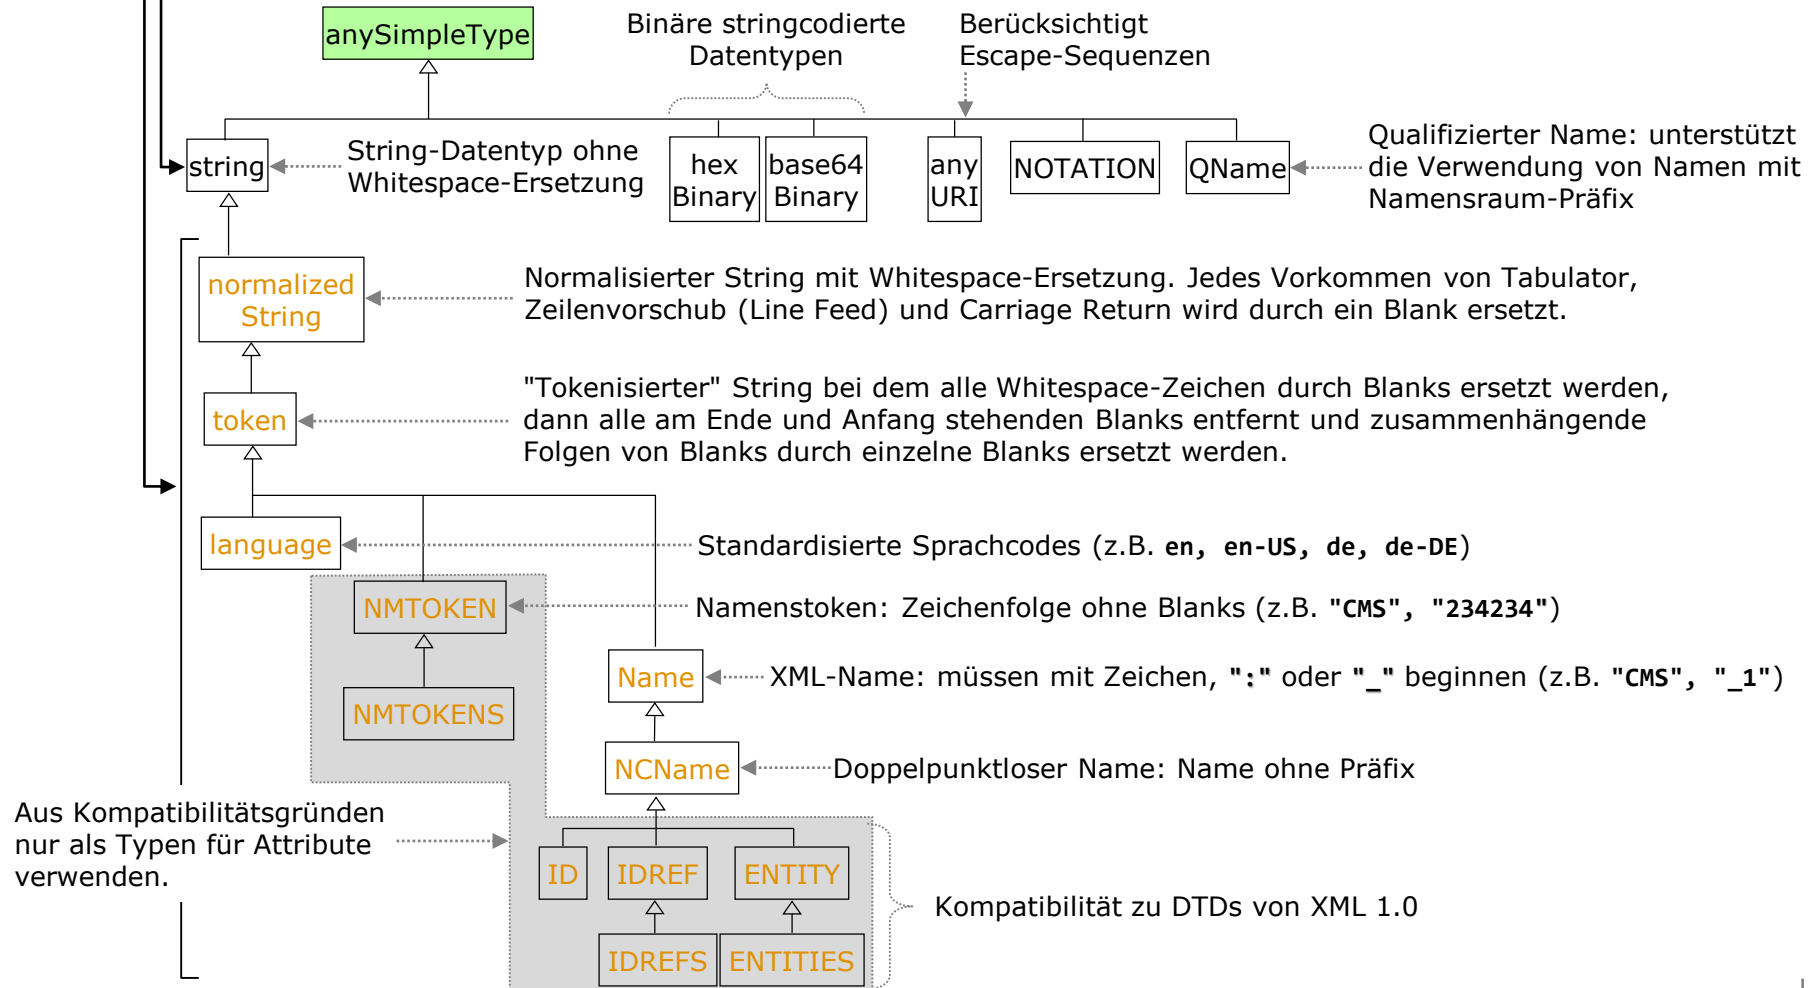 anySimpleType
Binäre stringcodierte
Datentypen
Berücksichtigt
Escape-Sequenzen
string
String-Datentyp ohne
Whitespace-Ersetzung
hex
Binary
base64
Binary
any
URI
NOTATION
QName
Qualifizierter Name: unterstützt
die Verwendung von Namen mit
Namensraum-Präfix
normalized
String
Normalisierter String mit Whitespace-Ersetzung. Jedes Vorkommen von Tabulator,
Zeilenvorschub (Line Feed) und Carriage Return wird durch ein Blank ersetzt.
token
"Tokenisierter" String bei dem alle Whitespace-Zeichen durch Blanks ersetzt werden,
dann alle am Ende und Anfang stehenden Blanks entfernt und zusammenhängende
Folgen von Blanks durch einzelne Blanks ersetzt werden.
language
Standardisierte Sprachcodes (z.B. en, en-US, de, de-DE)
NMTOKEN
Namenstoken: Zeichenfolge ohne Blanks (z.B. "CMS", "234234")
Name
XML-Name: müssen mit Zeichen, ":" oder "_" beginnen (z.B. "CMS", "_1")
NMTOKENS
NCName
Doppelpunktloser Name: Name ohne Präfix
Aus Kompatibilitätsgründen
nur als Typen für Attribute
verwenden.
ID
IDREF
ENTITY
Kompatibilität zu DTDs von XML 1.0
IDREFS
ENTITIES